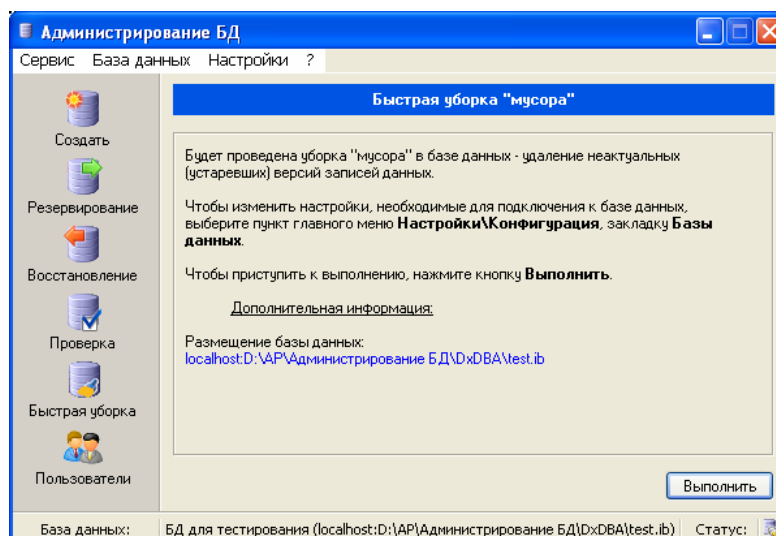 Администрирование БД
Сервис База данных Настройки ?
Быстрая уборка "мусора"
Создать
Резервирование
Восстановление
Проверка
Быстрая уборка
Пользователи
Будет проведена уборка "мусора" в базе данных - удаление неактуальных
(устаревших) версий записей данных.
Чтобы изменить настройки, необходимые для подключения к базе данных,
выберите пункт главного меню Настройки\Конфигурация, закладку Базы
данных.
Чтобы приступить к выполнению, нажмите кнопку Выполнить.
Дополнительная информация:
Размещение базы данных:
localhost:D:\AP\Администрирование БД\DxDBA\test.ib
Выполнить
База данных: БД для тестирования (localhost:D:\AP\Администрирование БД\DxDBA\test.ib) Статус: